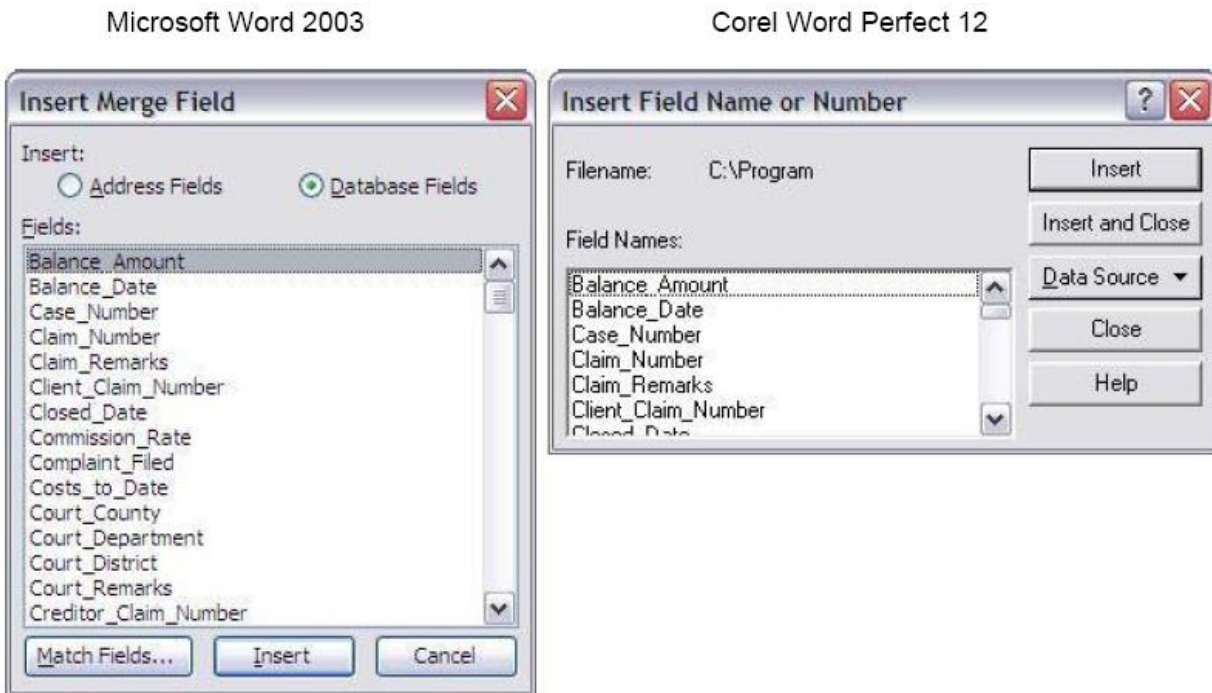 Microsoft Word 2003
Corel Word Perfect 12
Insert Merge Field
Insert:
Address Fields
Database Fields
Fields:
Balance_Amount
Balance_Date
Case_Number
Claim_Number
Claim_Remarks
Client_Claim_Number
Closed_Date
Commission_Rate
Complaint_Filed
Costs_to_Date
Court_County
Court_Department
Court_District
Court_Remarks
Creditor_Claim_Number
Match Fields...
Insert
Cancel
Insert Field Name or Number
?
Filename: C:\Program
Field Names:
Balance_Amount
Balance_Date
Case_Number
Claim_Number
Claim_Remarks
Client_Claim_Number
Closed_Date
Insert
Insert and Close
Data Source
Close
Help